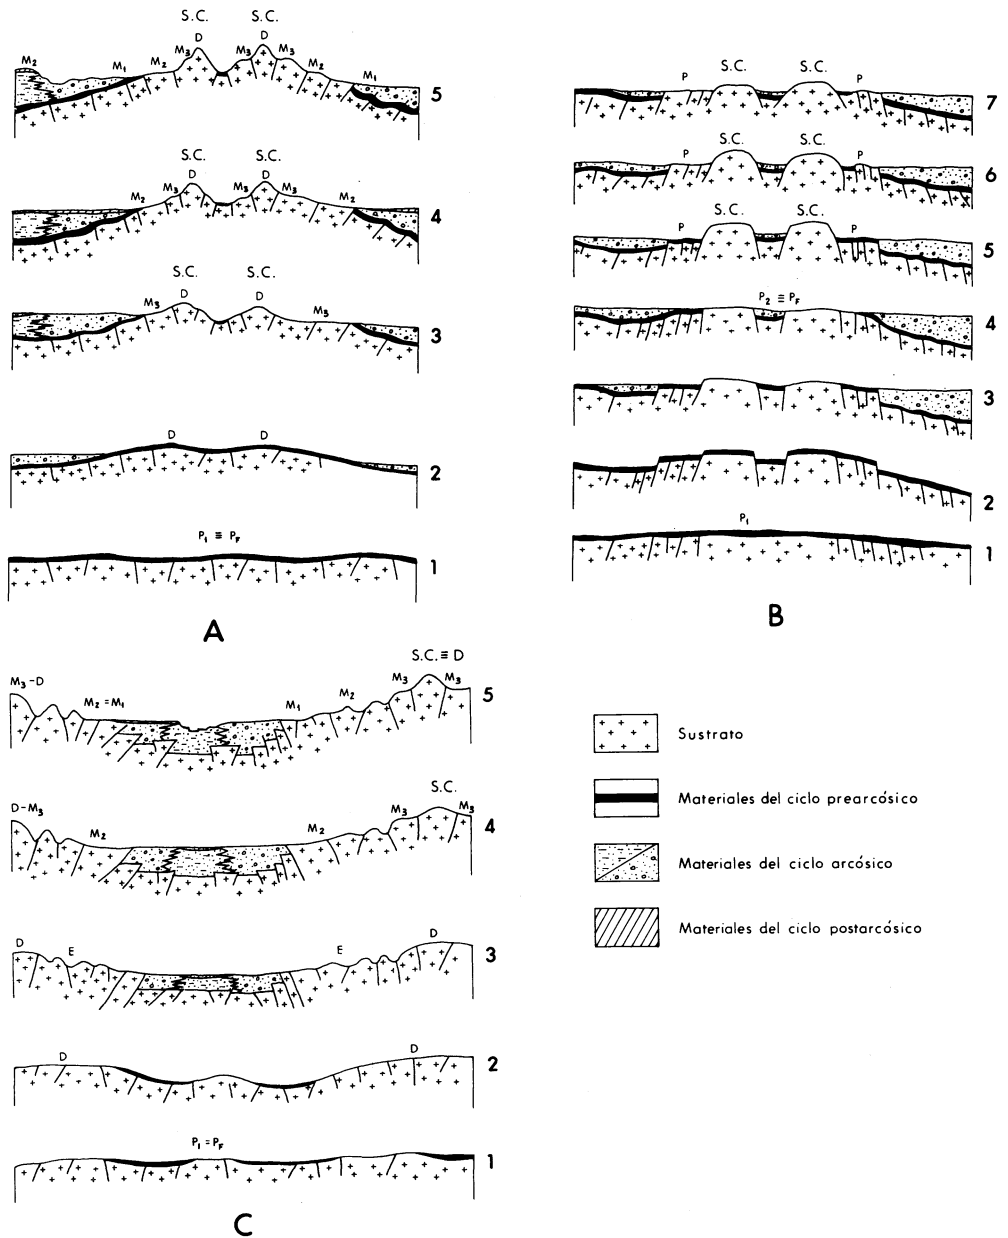 S.C. S.C.
D D
M₂ M₁ M₂ M₃ M₃ M₃ M₂ M₁
5
S.C. S.C.
D D
M₂ M₃ M₃ M₃ M₂
4
S.C. S.C.
D D
M₃ M₃
3
D D
2
P₁ ≡ P_F
1
A
S.C. S.C.
P P
7
S.C. S.C.
P P
6
S.C. S.C.
P P
5
P₂ ≡ P_F
4
3
2
P₁
1
B
S.C. ≡ D
M₃-D M₂ = M₁ M₁ M₂ M₃ M₃
5
S.C.
D-M₃ M₂ M₂ M₃ M₃
4
D E E D
3
D D
2
P₁ = P_F
1
C
Sustrato
Materiales del ciclo prearcósico
Materiales del ciclo arcósico
Materiales del ciclo postarcósico